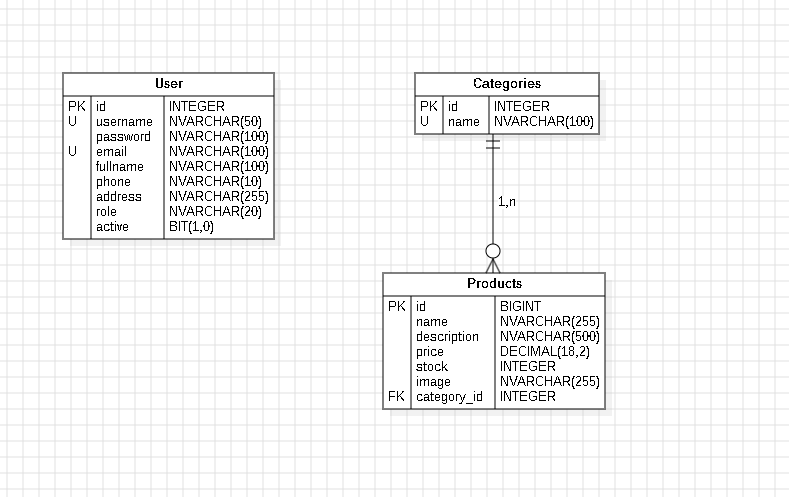 User
PK id INTEGER
U username NVARCHAR(50)
password NVARCHAR(100)
U email NVARCHAR(100)
fullname NVARCHAR(100)
phone NVARCHAR(10)
address NVARCHAR(255)
role NVARCHAR(20)
active BIT(1,0)
Categories
PK id INTEGER
U name NVARCHAR(100)
1,n
Products
PK id BIGINT
name NVARCHAR(255)
description NVARCHAR(500)
price DECIMAL(18,2)
stock INTEGER
image NVARCHAR(255)
FK category_id INTEGER